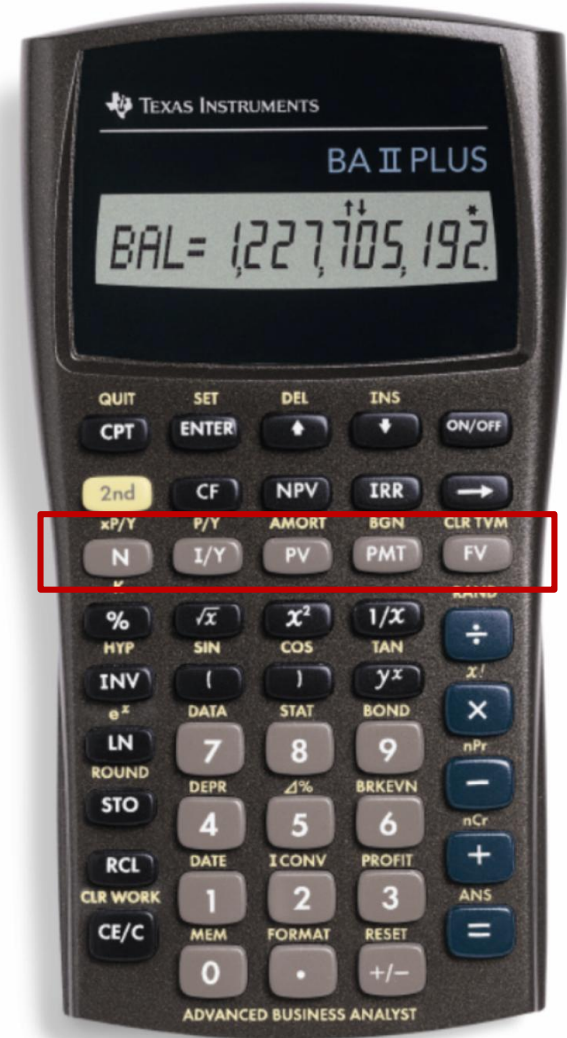 TEXAS INSTRUMENTS
BA II PLUS
↑↓ *
BAL= 1,227,705,192.
QUIT SET DEL INS
CPT ENTER ↑ ↓ ON/OFF
2nd CF NPV IRR →
xP/Y P/Y AMORT BGN CLR TVM
N I/Y PV PMT FV
K RAND
% √x x² 1/x ÷
HYP SIN COS TAN x!
INV ( ) yˣ ×
eˣ DATA STAT BOND nPr
LN 7 8 9 −
ROUND DEPR Δ% BRKEVN nCr
STO 4 5 6 +
DATE I CONV PROFIT ANS
RCL 1 2 3 =
CLR WORK MEM FORMAT RESET
CE/C 0 . +/−
ADVANCED BUSINESS ANALYST